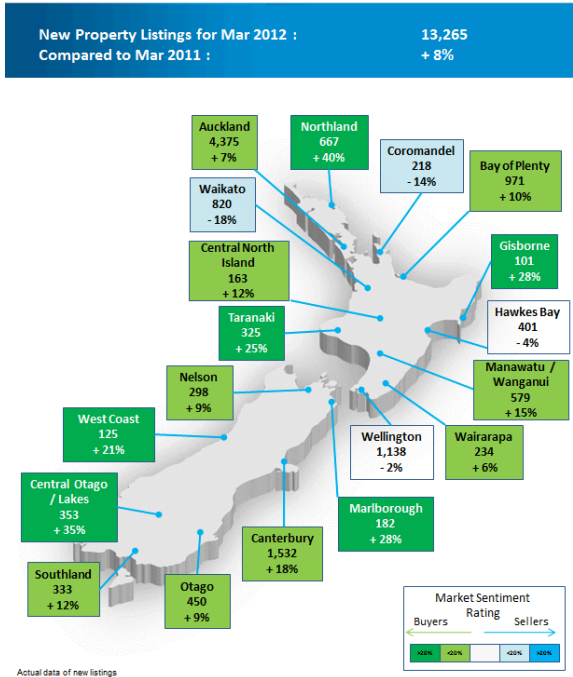 New Property Listings for Mar 2012 : 13,265
Compared to Mar 2011 : + 8%
Auckland
4,375
+ 7%
Northland
667
+ 40%
Coromandel
218
- 14%
Bay of Plenty
971
+ 10%
Waikato
820
- 18%
Central North
Island
163
+ 12%
Gisborne
101
+ 28%
Taranaki
325
+ 25%
Hawkes Bay
401
- 4%
Manawatu /
Wanganui
579
+ 15%
Nelson
298
+ 9%
West Coast
125
+ 21%
Wellington
1,138
- 2%
Wairarapa
234
+ 6%
Central Otago
/ Lakes
353
+ 35%
Marlborough
182
+ 28%
Canterbury
1,532
+ 18%
Southland
333
+ 12%
Otago
450
+ 9%
Market Sentiment
Rating
Buyers Sellers
>20% <20% <20% >20%
Actual data of new listings